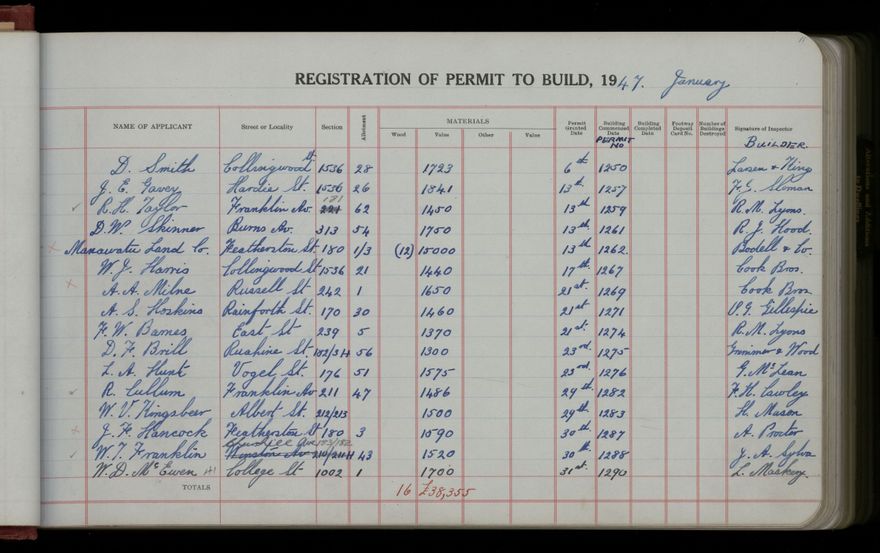 REGISTRATION OF PERMIT TO BUILD, 1947. January
NAME OF APPLICANT Street or Locality Section Allotment MATERIALS Wood Value Other Value Permit Granted Date Building Commenced Date PERMIT NO Building Completed Date Footway Deposit Card No. Number of Buildings Destroyed Signature of Inspector BUILDER.
D. Smith Collingwood St. 1536 28 1723 6th 1250 Larsen & King
J. E. Gaver Hardie St. 1536 26 1841 13th 1257 F. G. Sloman
R. H. Taylor Franklin Av. 221 62 1450 13th 1259 R. M. Lyons.
D. W. Skinner Burns Av. 313 54 1750 13th 1261 R. J. Hood.
Manawatu Land Co. Featherston St 180 1/3 (12) 15000 13th 1262 Bodell & Co.
W. J. Harris Collingwood St 1536 21 1440 17th 1267 Cook Bros.
A. A. Milne Russell St. 242 1 1650 21st 1269 Cook Bros
A. S. Hoskins Rainforth St. 170 30 1460 21st 1271 Gillespie
F. W. Barnes East St 239 5 1370 21st 1274 R. M. Lyons
D. F. Brill Ruahine St. 56 1300 23rd 1275 Grimmer & Wood
L. A. Hunt Vogel St. 176 51 1575 23rd 1276 G. McLean
R. Cullum Franklin Av 211 47 1486 29th 1282 F. H. Cawley
W. V. Kingsbeer Albert St. 212/213 1500 29th 1283 H. Mason
J. F. Hancock Featherston St 180 3 1090 30th 1287 A. Proctor
W. T. Franklin Winston Av 43 1520 30th 1288 J. A. Sylva
W. D. McEwen College St 1002 1 1700 31st 1290 L. Maskery.
TOTALS 16 £38,355